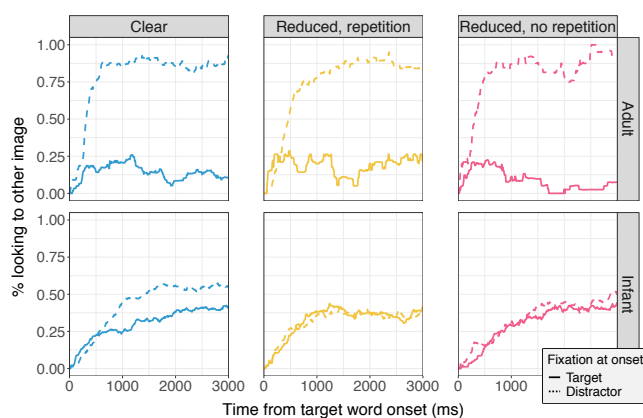 Clear
Reduced, repetition
Reduced, no repetition
1.00
0.75
0.50
0.25
0.00
Adult
1.00
0.75
0.50
0.25
0.00
Infant
% looking to other image
0 1000 2000 3000
0 1000 2000 3000
0 1000
Time from target word onset (ms)
Fixation at onset
Target
Distractor